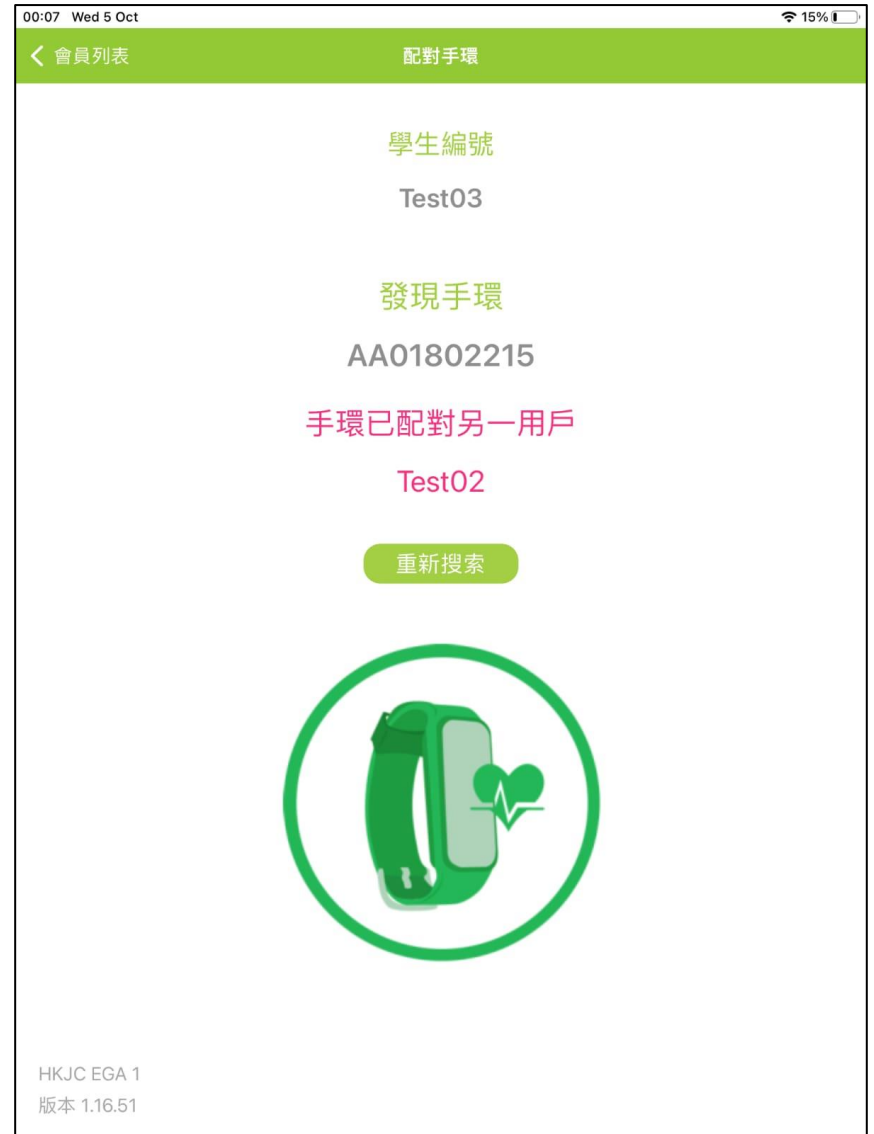 00:07 Wed 5 Oct 15%
會員列表 配對手環
學生編號
Test03
發現手環
AA01802215
手環已配對另一用戶
Test02
重新搜索
HKJC EGA 1
版本 1.16.51